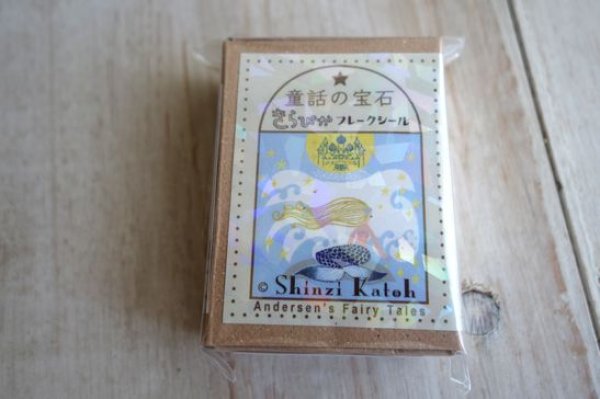 童話の宝石
きらぴか フレークシール
© Shinzi Katoh
Andersen's Fairy Tales